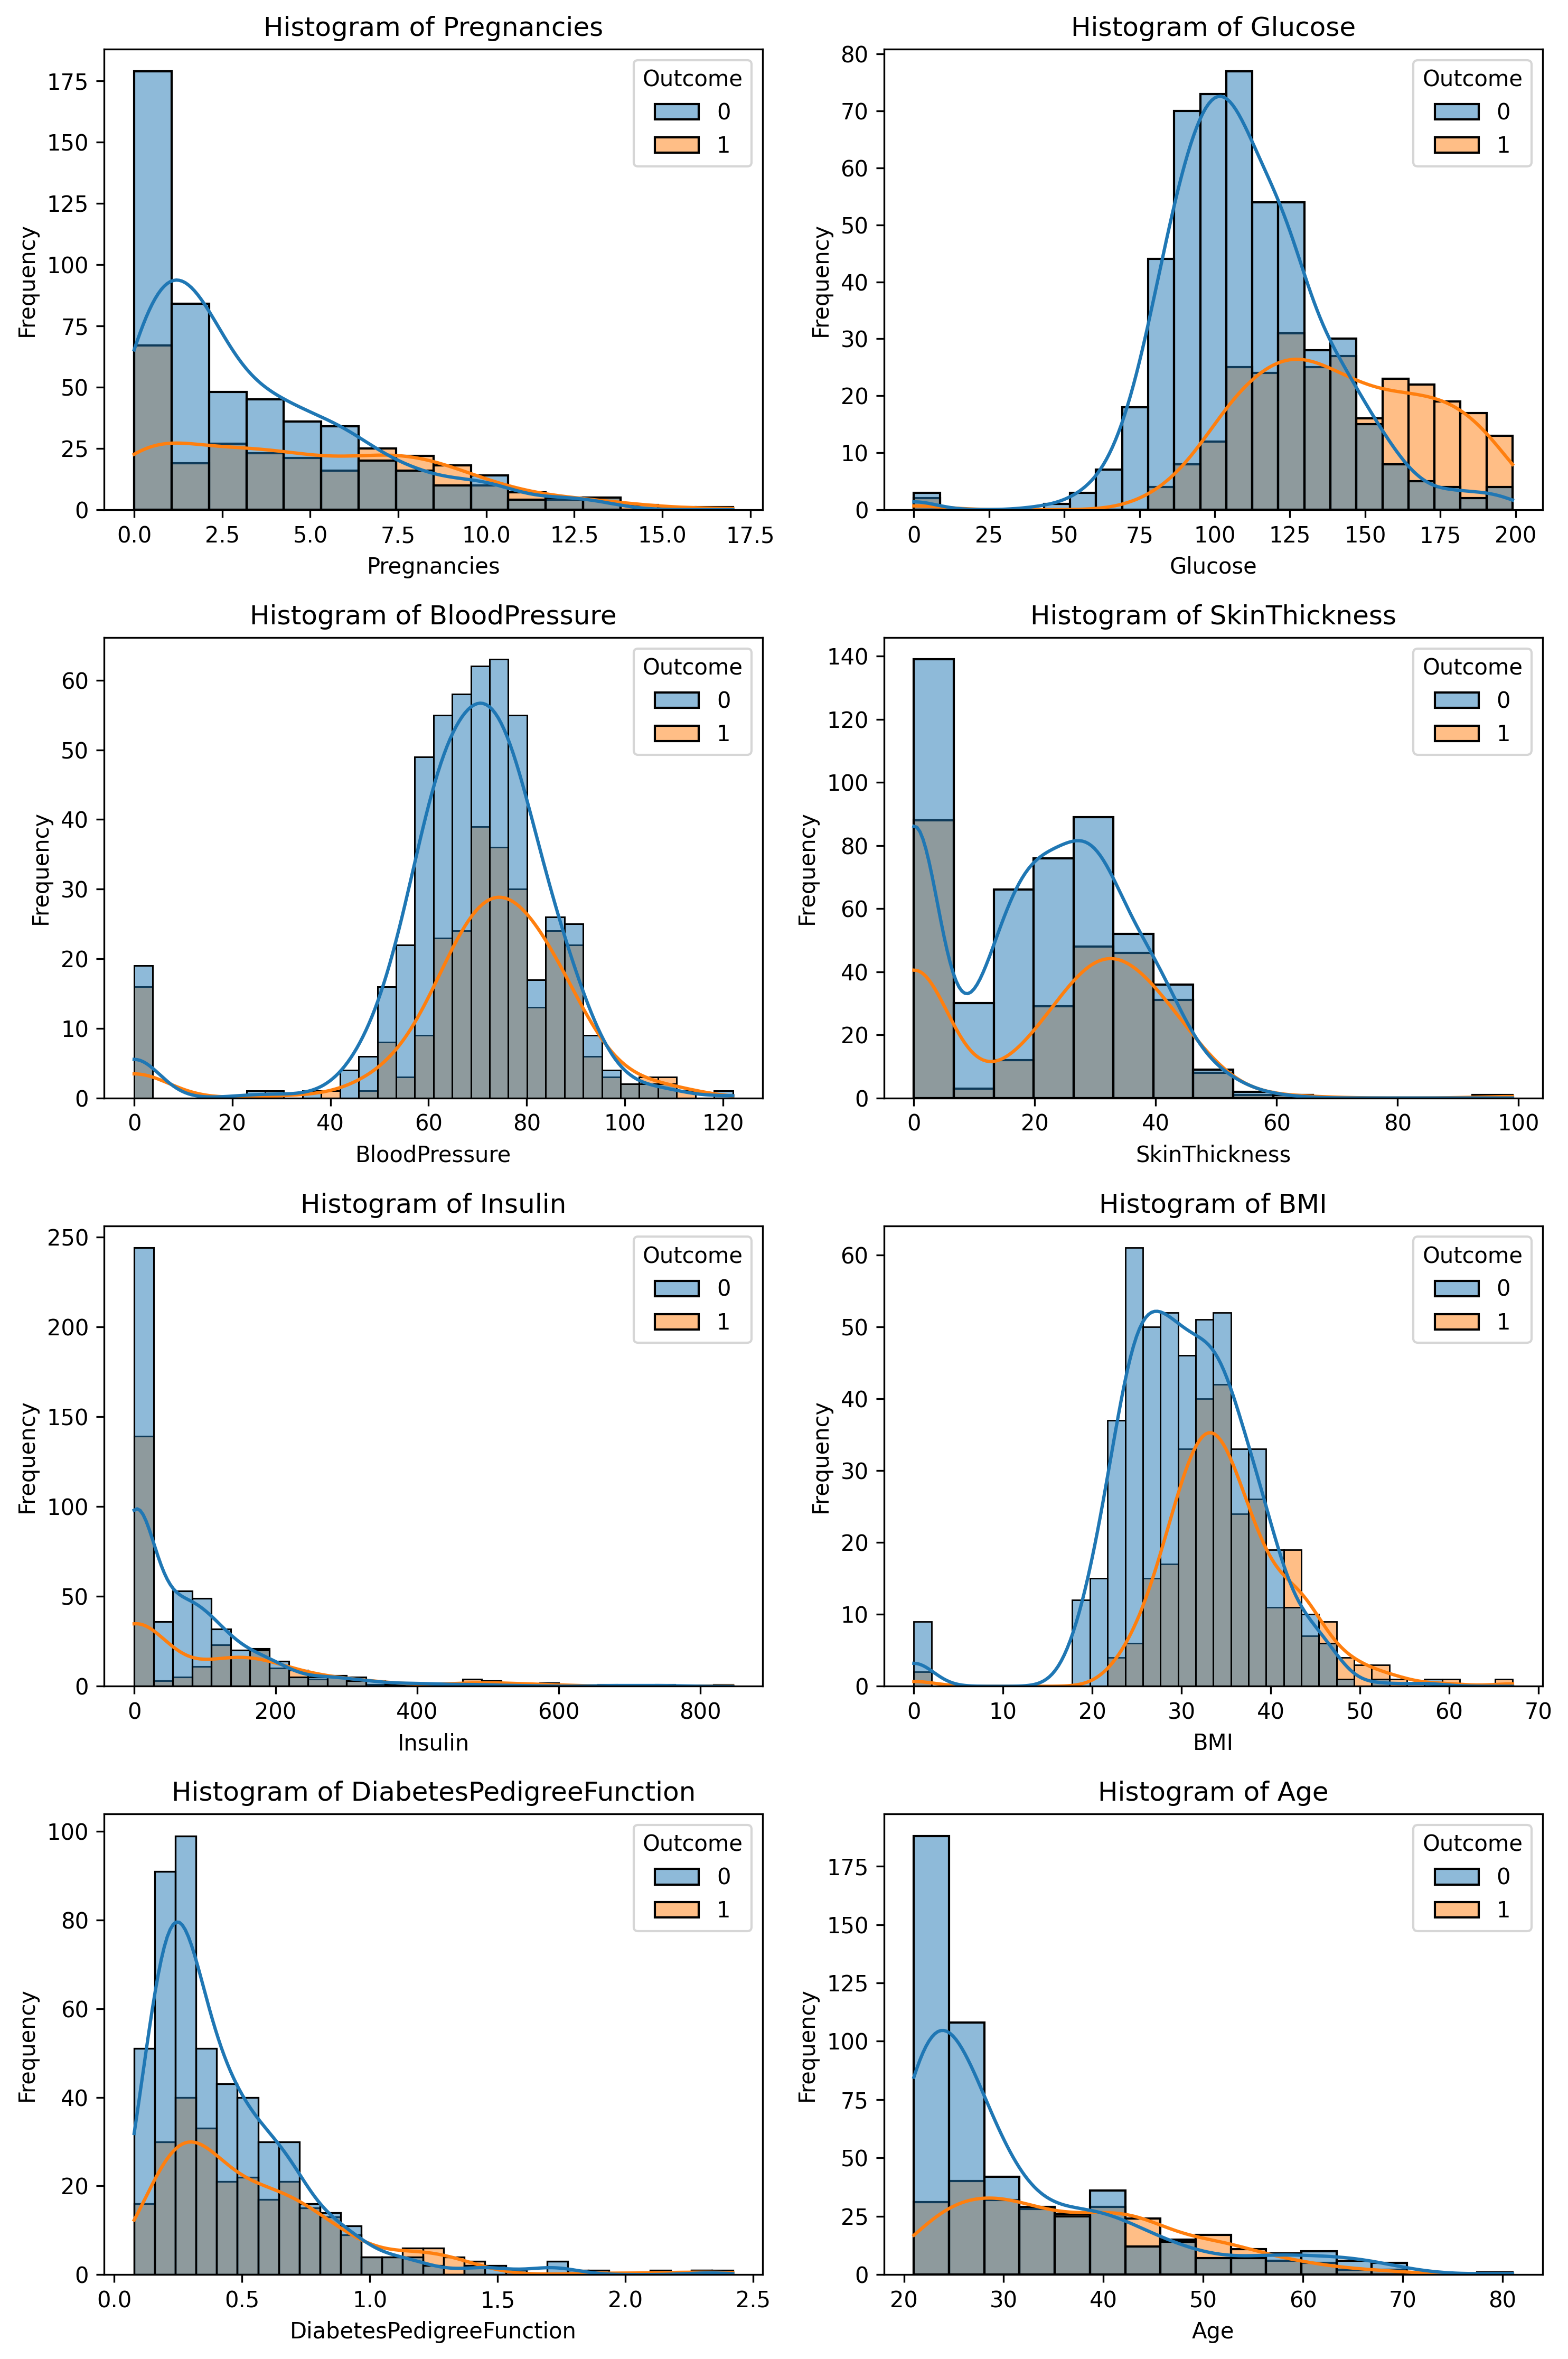 Histogram of Pregnancies
175
150
125
100
75
50
25
0
Frequency
Outcome
0
1
0.0 2.5 5.0 7.5 10.0 12.5 15.0 17.5
Pregnancies
Histogram of Glucose
80
70
60
50
40
30
20
10
0
Frequency
Outcome
0
1
0 25 50 75 100 125 150 175 200
Glucose
Histogram of BloodPressure
60
50
40
30
20
10
0
Frequency
Outcome
0
1
0 20 40 60 80 100 120
BloodPressure
Histogram of SkinThickness
140
120
100
80
60
40
20
0
Frequency
Outcome
0
1
0 20 40 60 80 100
SkinThickness
Histogram of Insulin
250
200
150
100
50
0
Frequency
Outcome
0
1
0 200 400 600 800
Insulin
Histogram of BMI
60
50
40
30
20
10
0
Frequency
Outcome
0
1
0 10 20 30 40 50 60 70
BMI
Histogram of DiabetesPedigreeFunction
100
80
60
40
20
0
Frequency
Outcome
0
1
0.0 0.5 1.0 1.5 2.0 2.5
DiabetesPedigreeFunction
Histogram of Age
175
150
125
100
75
50
25
0
Frequency
Outcome
0
1
20 30 40 50 60 70 80
Age